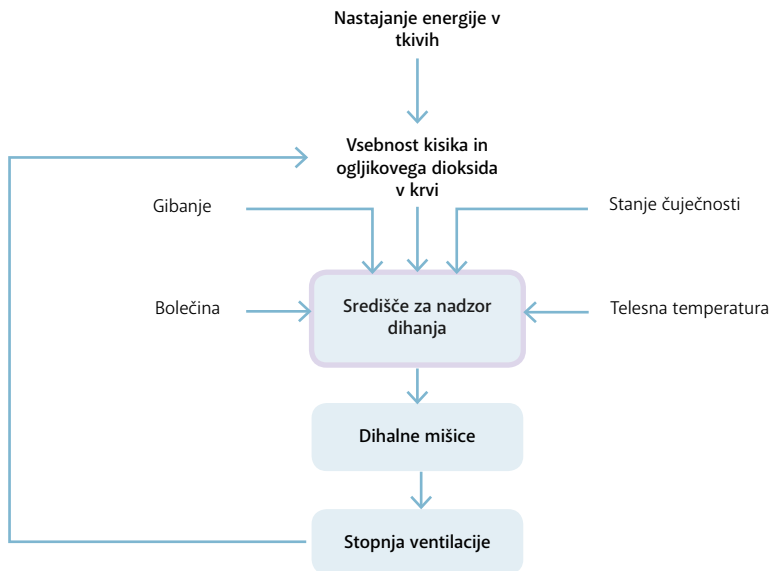 Nastajanje energije v
tkivih
Vsebnost kisika in
ogljikovega dioksida
v krvi
Gibanje
Stanje čuječnosti
Bolečina
Središče za nadzor
dihanja
Telesna temperatura
Dihalne mišice
Stopnja ventilacije